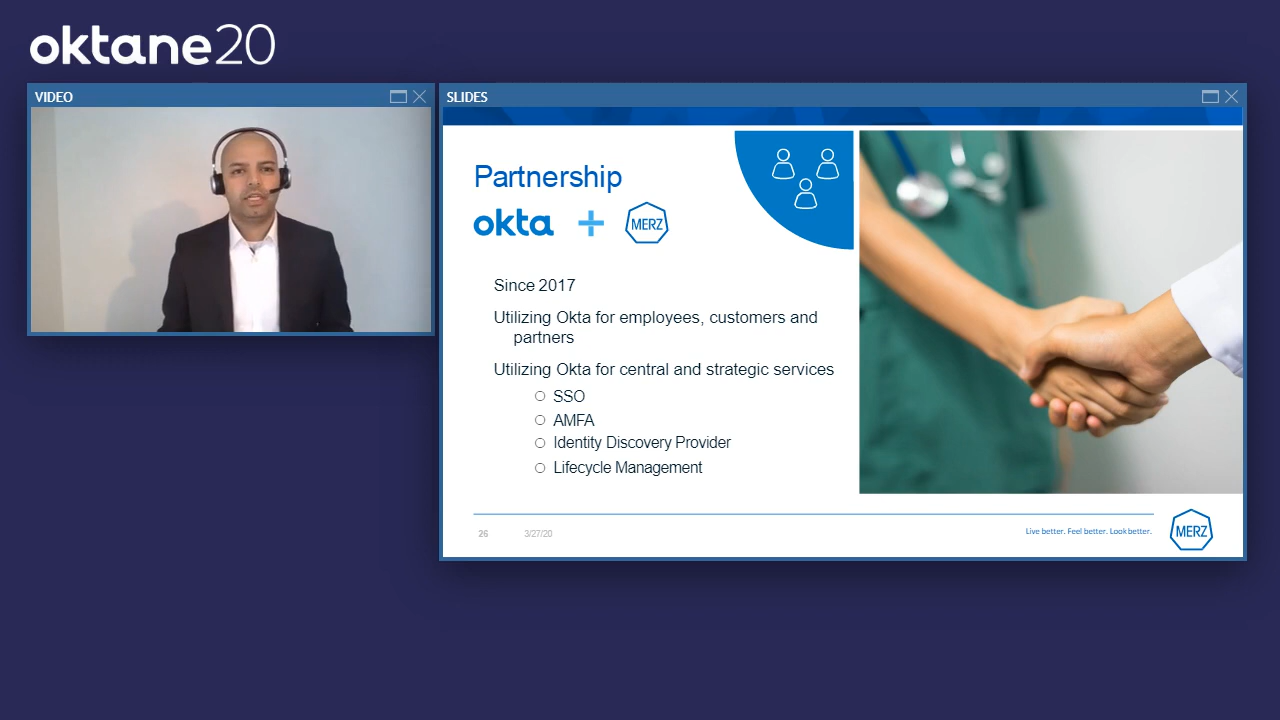 oktane20
VIDEO
SLIDES
Partnership
okta + MERZ
Since 2017
Utilizing Okta for employees, customers and
partners
Utilizing Okta for central and strategic services
SSO
AMFA
Identity Discovery Provider
Lifecycle Management
26 3/27/20
Live better. Feel better. Look better.
MERZ